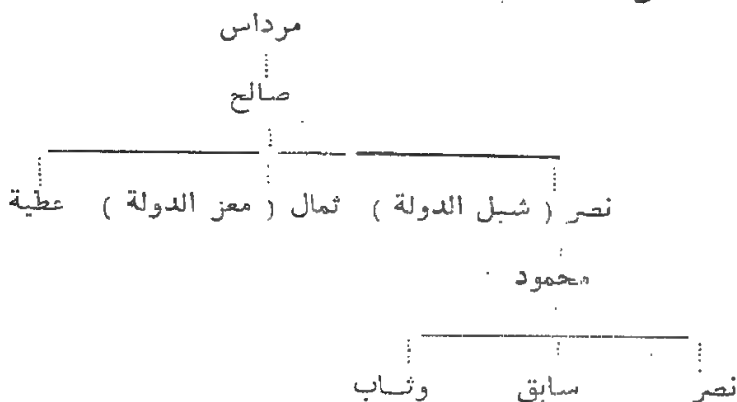 مرداس
صالح
نصر ( شبل الدولة ) ثمال ( معز الدولة ) عطية
محمود
نصر سابق وثاب